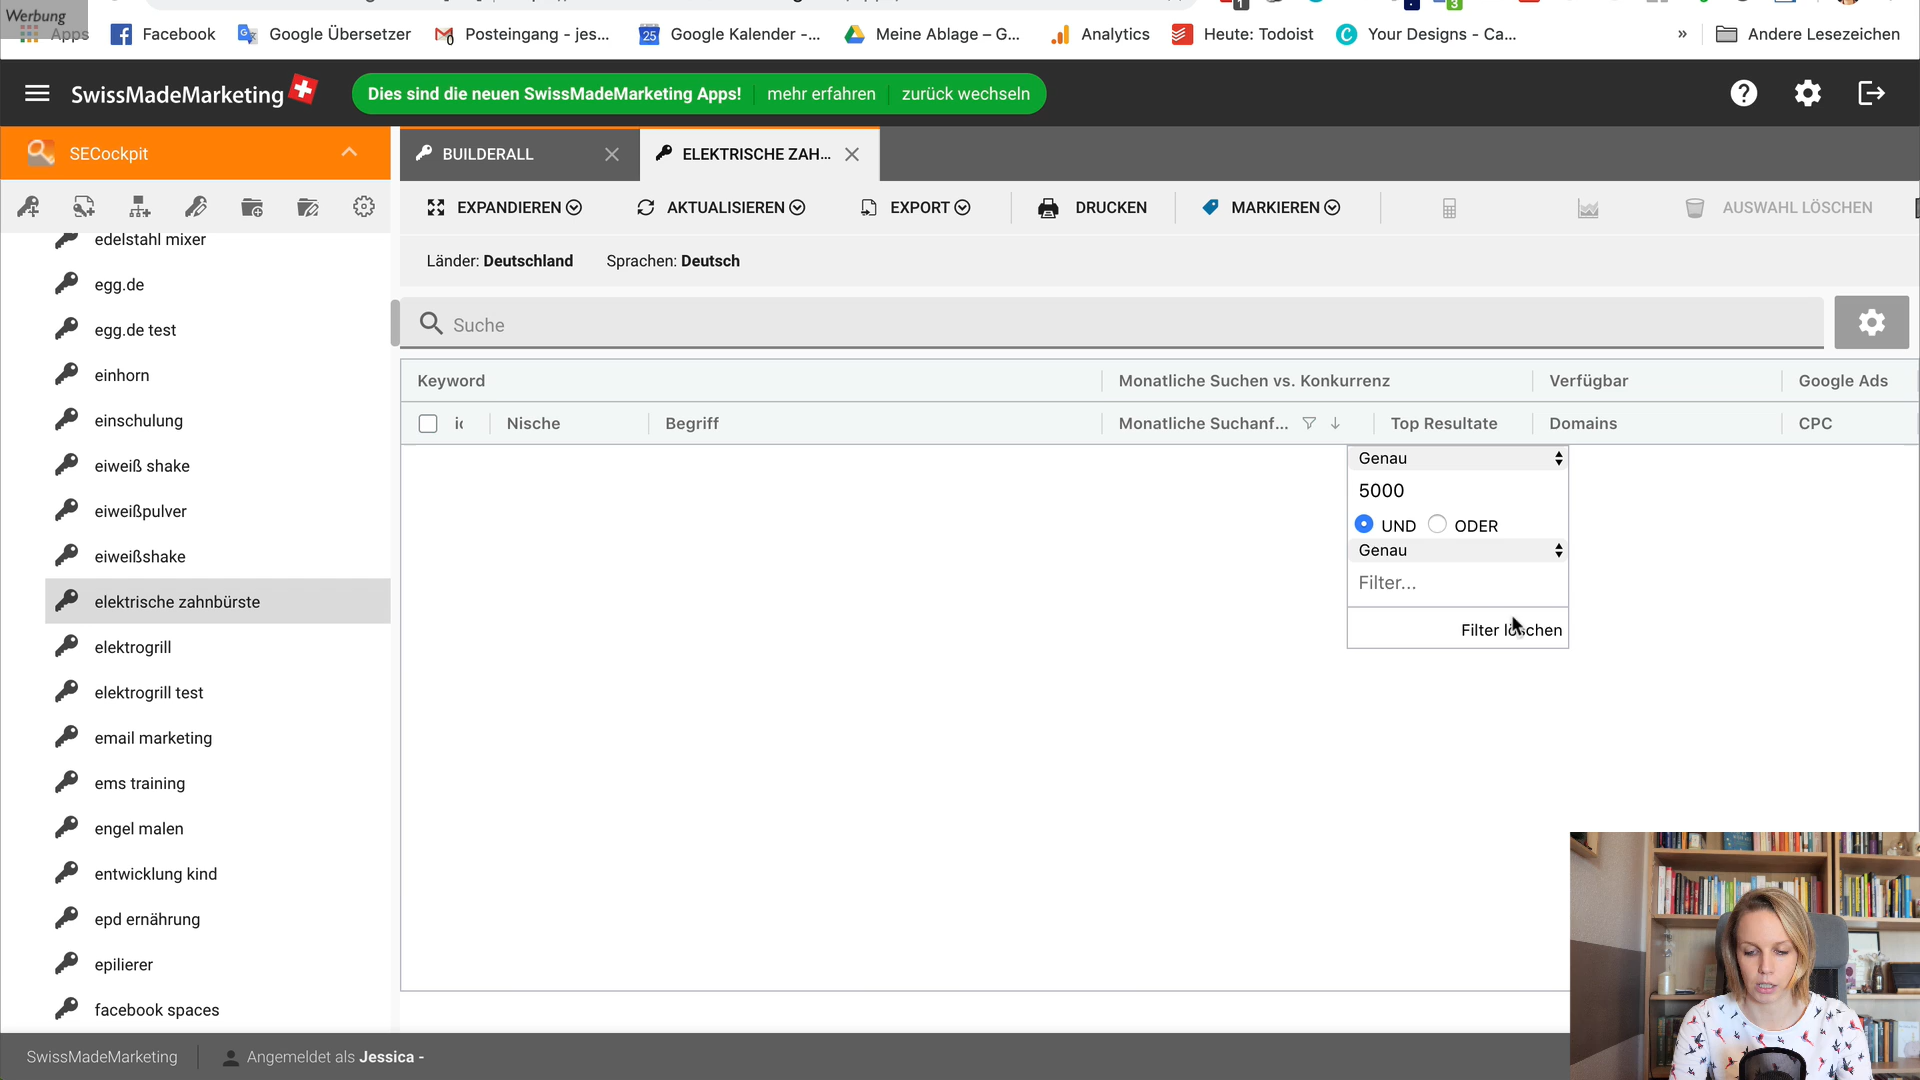 Werbung
Apps
Facebook
Google Übersetzer
Posteingang - jes...
Google Kalender -...
Meine Ablage – G...
Analytics
Heute: Todoist
Your Designs - Ca...
»
Andere Lesezeichen
SwissMadeMarketing
Dies sind die neuen SwissMadeMarketing Apps!
mehr erfahren
zurück wechseln
SECockpit
BUILDERALL
ELEKTRISCHE ZAH...
EXPANDIEREN
AKTUALISIEREN
EXPORT
DRUCKEN
MARKIEREN
AUSWAHL LÖSCHEN
Länder: Deutschland
Sprachen: Deutsch
Suche
Keyword
Monatliche Suchen vs. Konkurrenz
Verfügbar
Google Ads
Nische
Begriff
Monatliche Suchanf...
Top Resultate
Domains
CPC
Genau
5000
UND
ODER
Genau
Filter...
Filter löschen
edelstahl mixer
egg.de
egg.de test
einhorn
einschulung
eiweiß shake
eiweißpulver
eiweißshake
elektrische zahnbürste
elektrogrill
elektrogrill test
email marketing
ems training
engel malen
entwicklung kind
epd ernährung
epilierer
facebook spaces
SwissMadeMarketing
Angemeldet als Jessica -